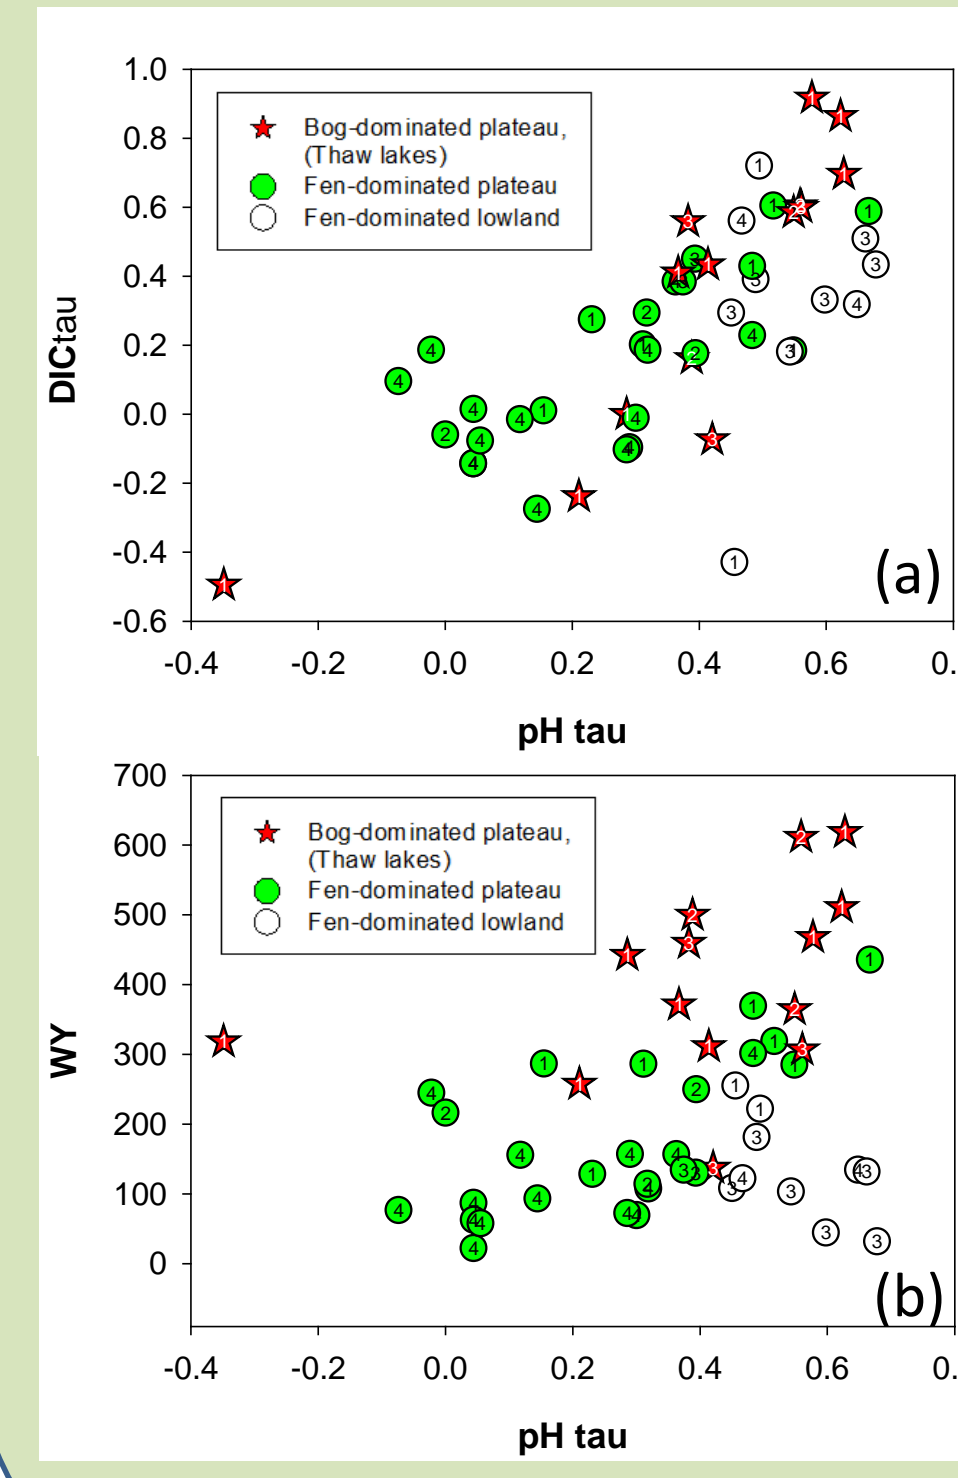 1.0
0.8
0.6
0.4
0.2
0.0
-0.2
-0.4
-0.6
DICtau
Bog-dominated plateau,
(Thaw lakes)
Fen-dominated plateau
Fen-dominated lowland
(a)
-0.4 -0.2 0.0 0.2 0.4 0.6 0.
pH tau
700
600
500
400
300
200
100
0
WY
Bog-dominated plateau,
(Thaw lakes)
Fen-dominated plateau
Fen-dominated lowland
(b)
-0.4 -0.2 0.0 0.2 0.4 0.6 0.
pH tau